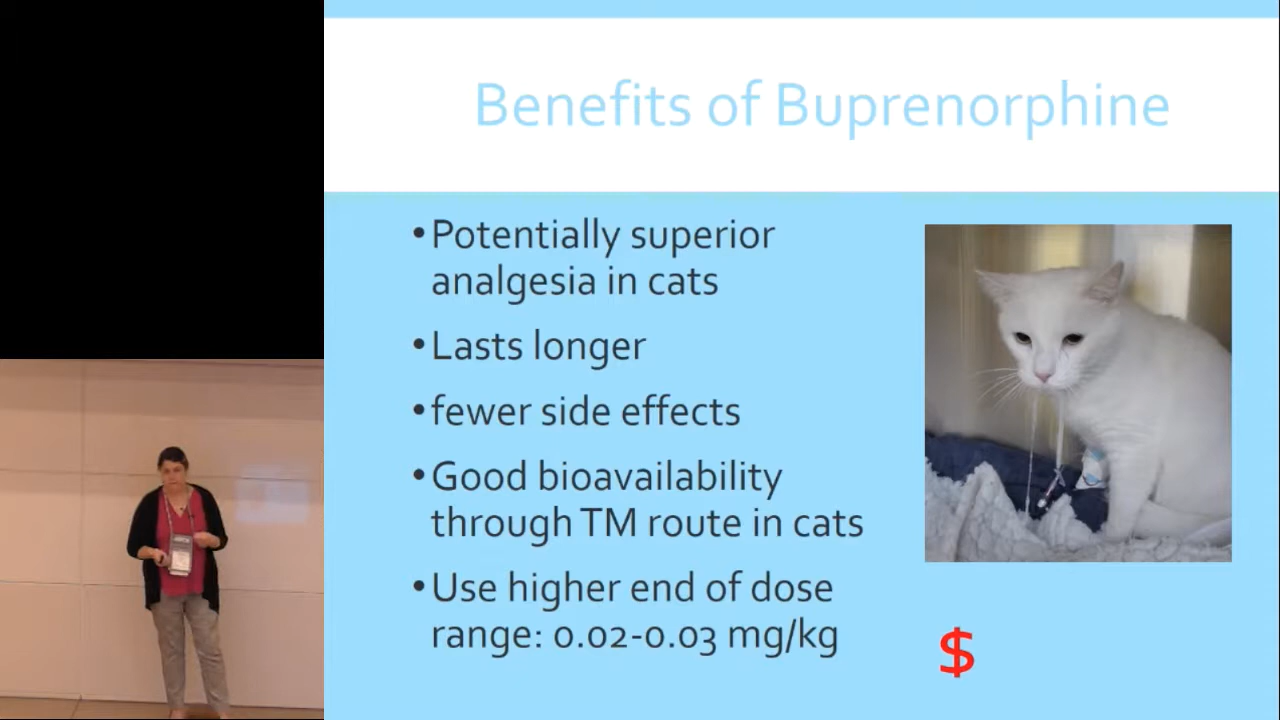 Benefits of Buprenorphine
•Potentially superior
analgesia in cats
•Lasts longer
•fewer side effects
•Good bioavailability
through TM route in cats
•Use higher end of dose
range: 0.02-0.03 mg/kg
$